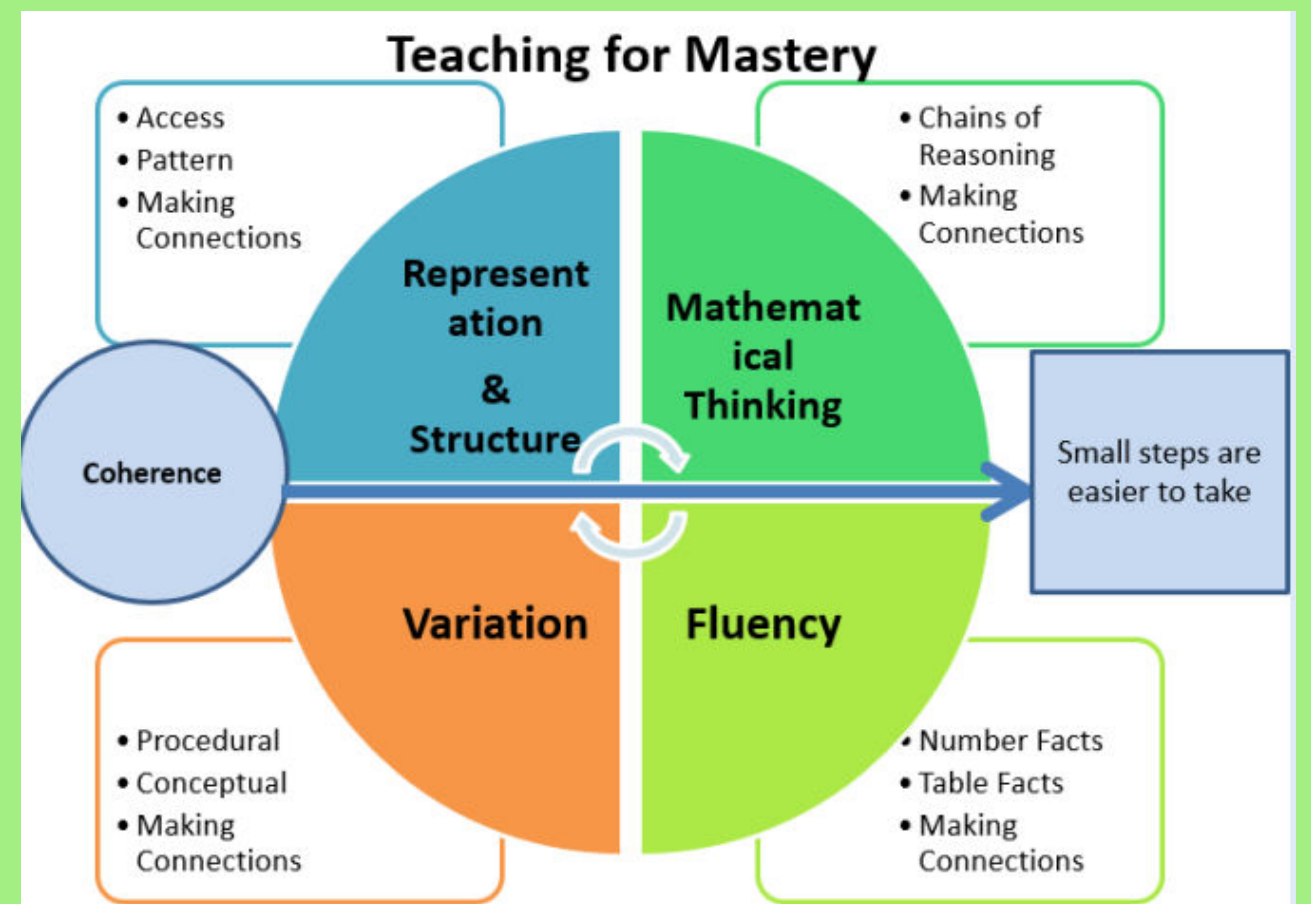 Teaching for Mastery
• Access
• Pattern
• Making
Connections
• Chains of
Reasoning
• Making
Connections
Represent
ation
&
Structure
Mathemat
ical
Thinking
Coherence
Small steps are
easier to take
Variation
Fluency
• Procedural
• Conceptual
• Making
Connections
• Number Facts
• Table Facts
• Making
Connections